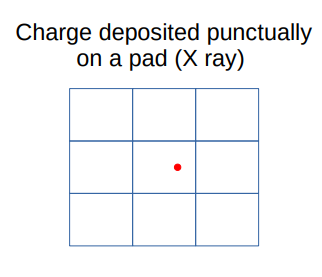 Charge deposited punctually
on a pad (X ray)